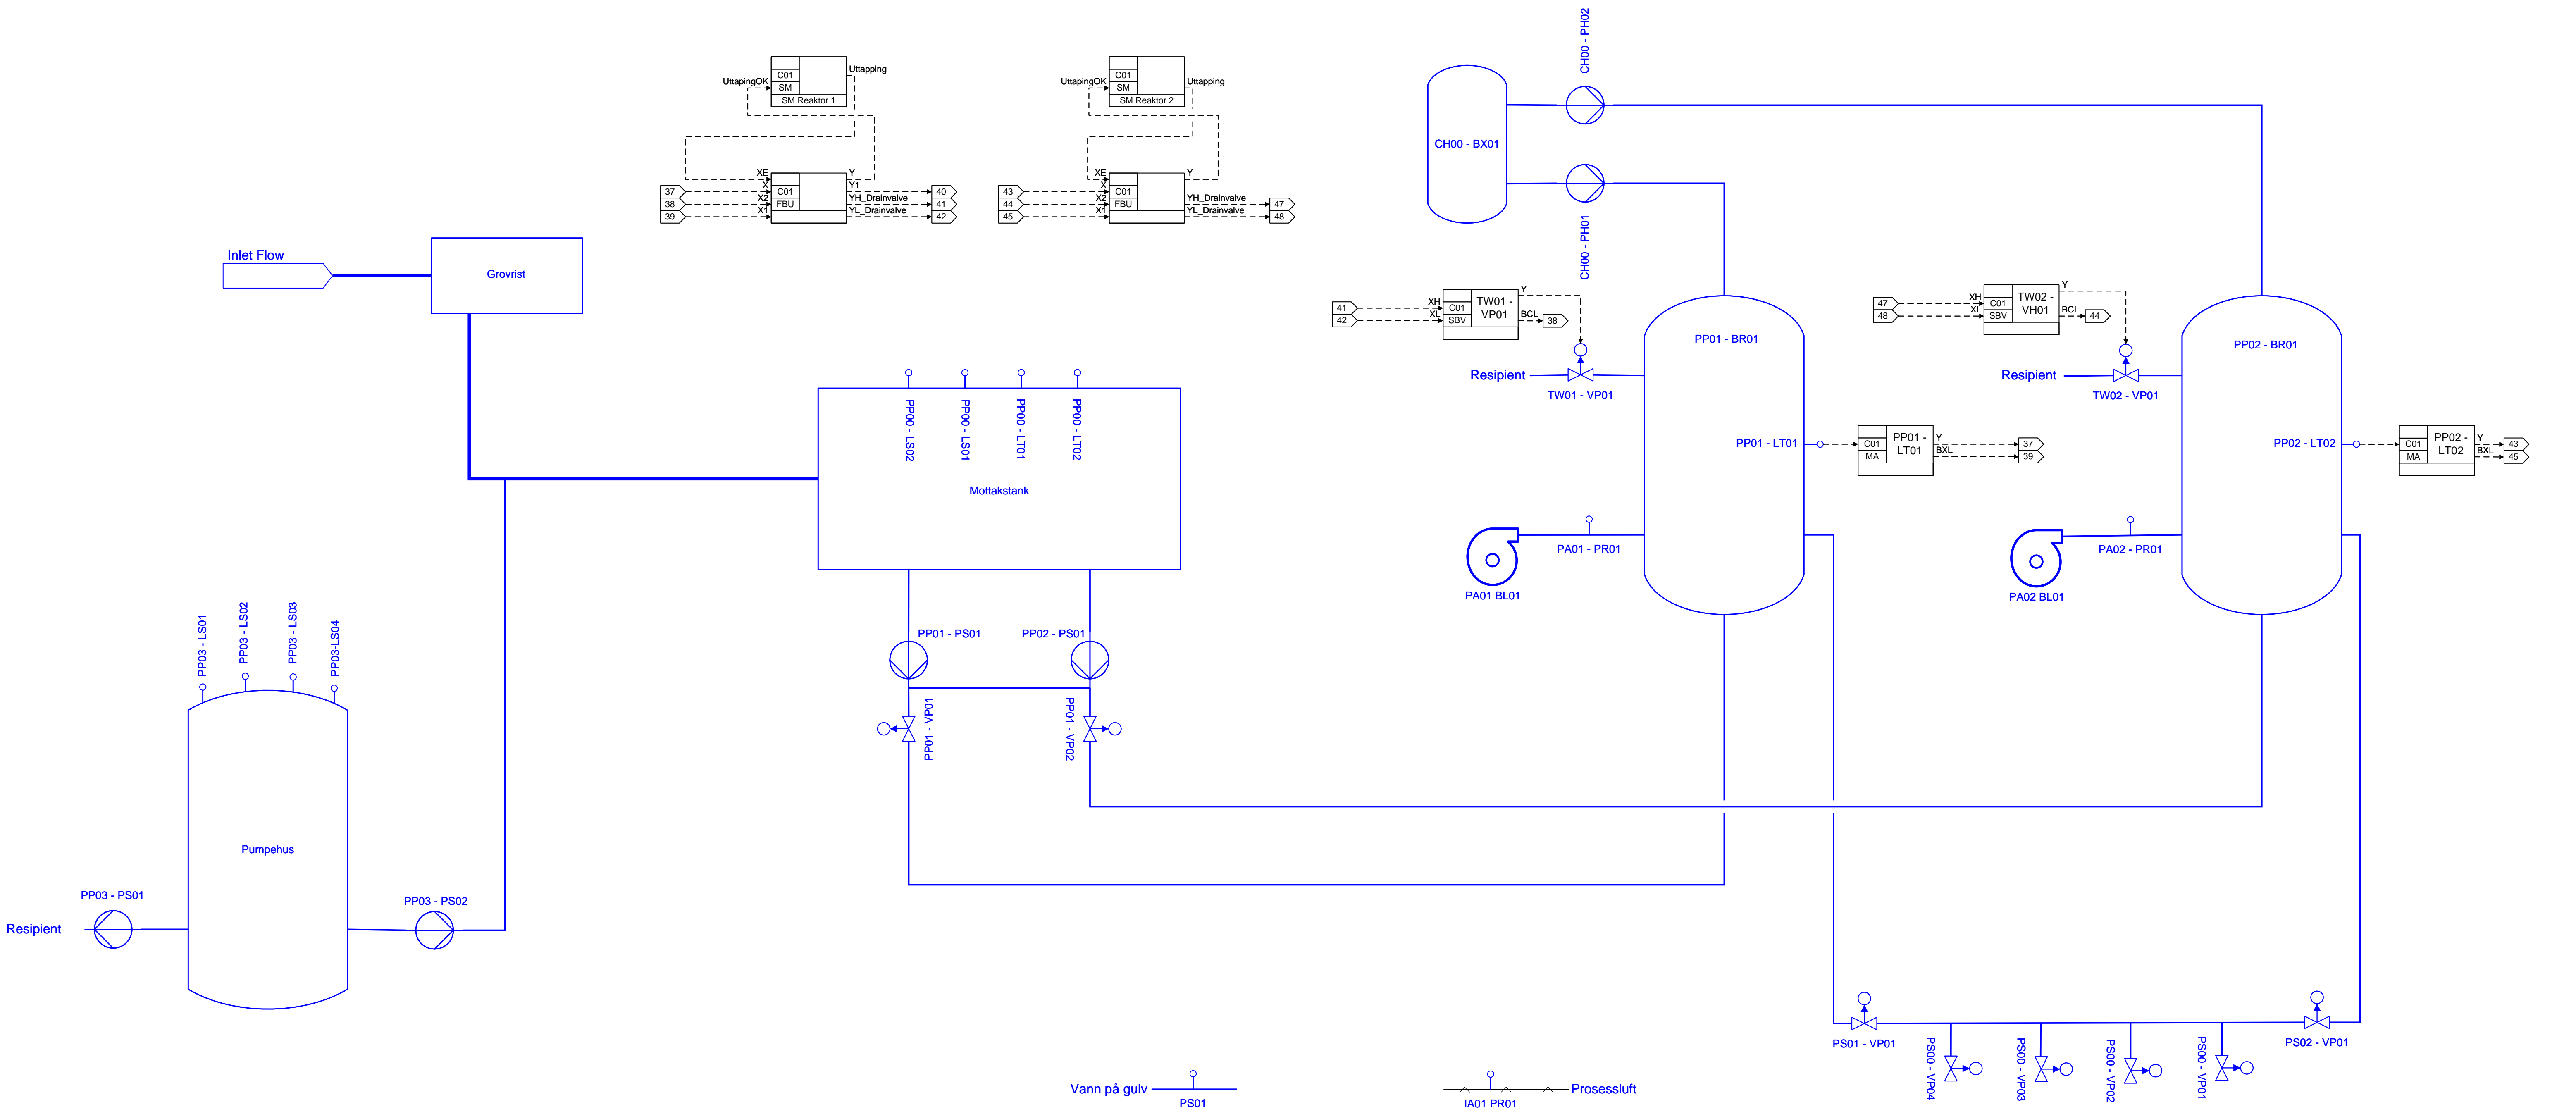 CH00 - PH02
Uttapping
UttapingOK
C01
SM
SM Reaktor 1
Uttapping
UttapingOK
C01
SM
SM Reaktor 2
CH00 - BX01
XE
Y
X
Y1
37
C01
40
X2
YH_Drainvalve
38
FBU
41
X1
YL_Drainvalve
39
42
XE
Y
X
43
C01
X2
YH_Drainvalve
44
FBU
47
X1
YL_Drainvalve
45
48
CH00 - PH01
Inlet Flow
Grovrist
41
42
XH
XL
C01
SBV
TW01 -
VP01
Y
BCL
38
47
48
XH
XL
C01
SBV
TW02 -
VH01
Y
BCL
44
PP01 - BR01
PP02 - BR01
Resipient
TW01 - VP01
Resipient
TW02 - VP01
PP00 - LS02
PP00 - LS01
PP00 - LT01
PP00 - LT02
Mottakstank
PP01 - LT01
C01
MA
PP01 -
LT01
Y
BXL
37
39
PP02 - LT02
C01
MA
PP02 -
LT02
Y
BXL
43
45
PA01 - PR01
PA01 BL01
PA02 - PR01
PA02 BL01
PP03 - LS01
PP03 - LS02
PP03 - LS03
PP03-LS04
PP01 - PS01
PP02 - PS01
PP01 - VP01
PP01 - VP02
Pumpehus
PP03 - PS01
PP03 - PS02
Resipient
PS01 - VP01
PS00 - VP04
PS00 - VP03
PS00 - VP02
PS00 - VP01
PS02 - VP01
Vann på gulv
PS01
Prosessluft
IA01 PR01